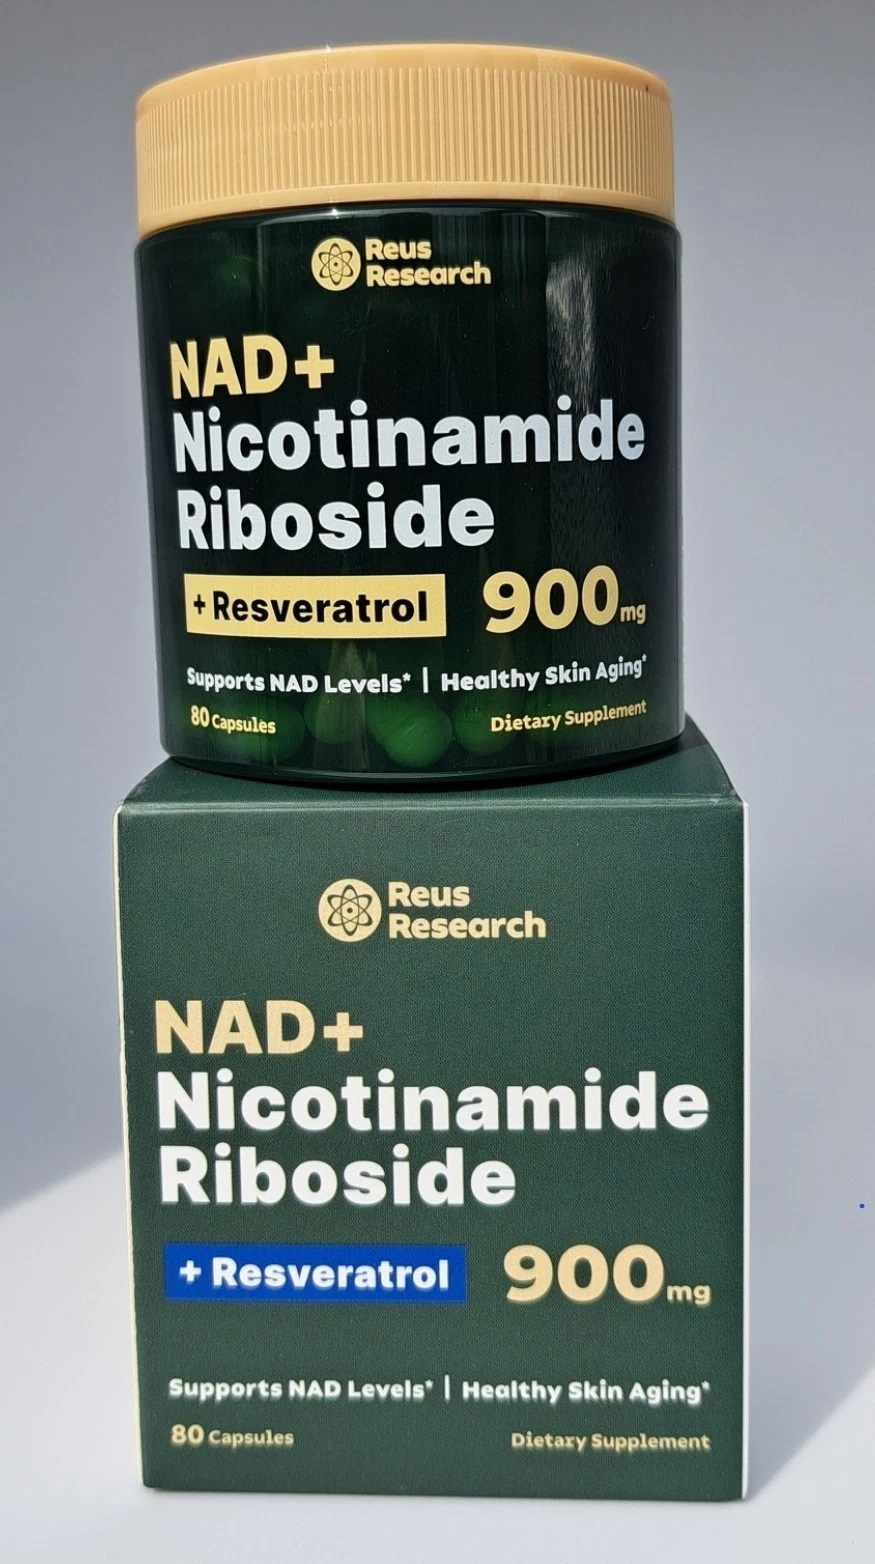 Reus
Research
NAD+
Nicotinamide
Riboside
+ Resveratrol 900mg
Supports NAD Levels* | Healthy Skin Aging*
80 Capsules Dietary Supplement
Reus
Research
NAD+
Nicotinamide
Riboside
+ Resveratrol 900mg
Supports NAD Levels* | Healthy Skin Aging*
80 Capsules Dietary Supplement